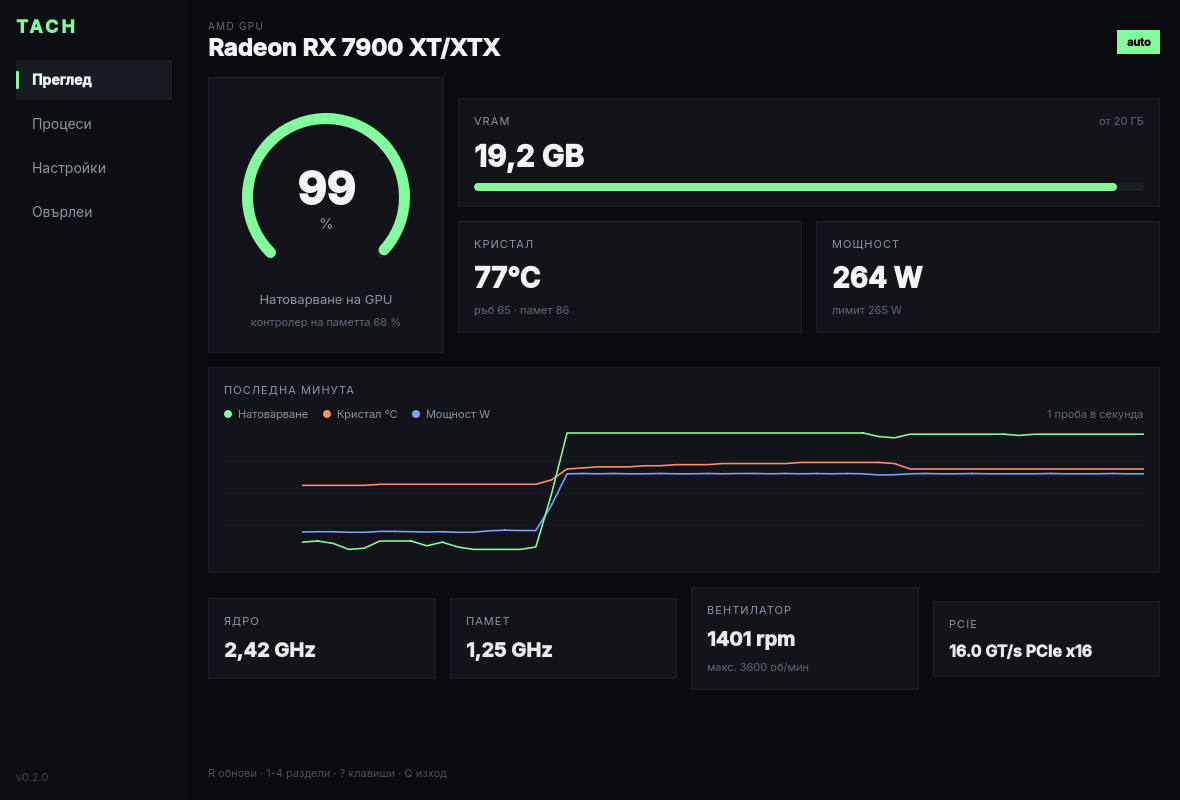 TACH
Преглед
Процеси
Настройки
Овърлеи
v0.2.0
AMD GPU
Radeon RX 7900 XT/XTX
auto
99
%
Натоварване на GPU
контролер на паметта 68 %
VRAM
от 20 ГБ
19,2 GB
КРИСТАЛ
77°C
ръб 65 · памет 86
МОЩНОСТ
264 W
лимит 265 W
ПОСЛЕДНА МИНУТА
Натоварване
Кристал °C
Мощност W
1 проба в секунда
ЯДРО
2,42 GHz
ПАМЕТ
1,25 GHz
ВЕНТИЛАТОР
1401 rpm
макс. 3600 об/мин
PCIE
16.0 GT/s PCIe x16
R обнови · 1-4 раздели · ? клавиши · Q изход